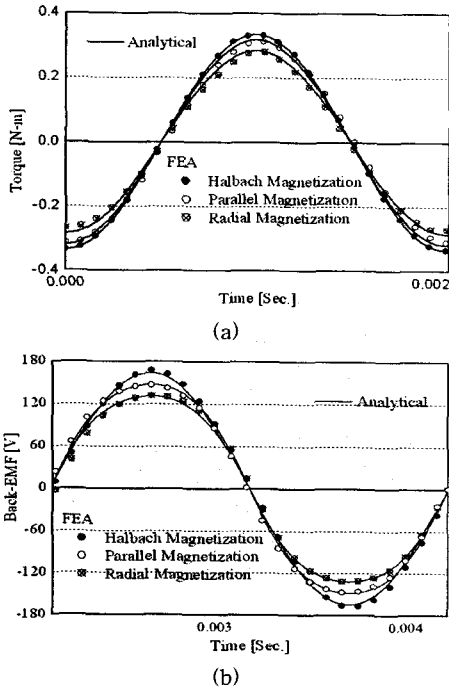 0.4
Analytical
0.2
Torque [N-m]
0.0
FEA
Halbach Magnetization
Parallel Magnetization
Radial Magnetization
-0.2
-0.4
0.000
0.002
Time [Sec.]
(a)
180
120
Analytical
60
Back-EMF [V]
0
FEA
-60
Halbach Magnetization
Parallel Magnetization
-120
Radial Magnetization
-180
0.003
0.004
Time [Sec.]
(b)